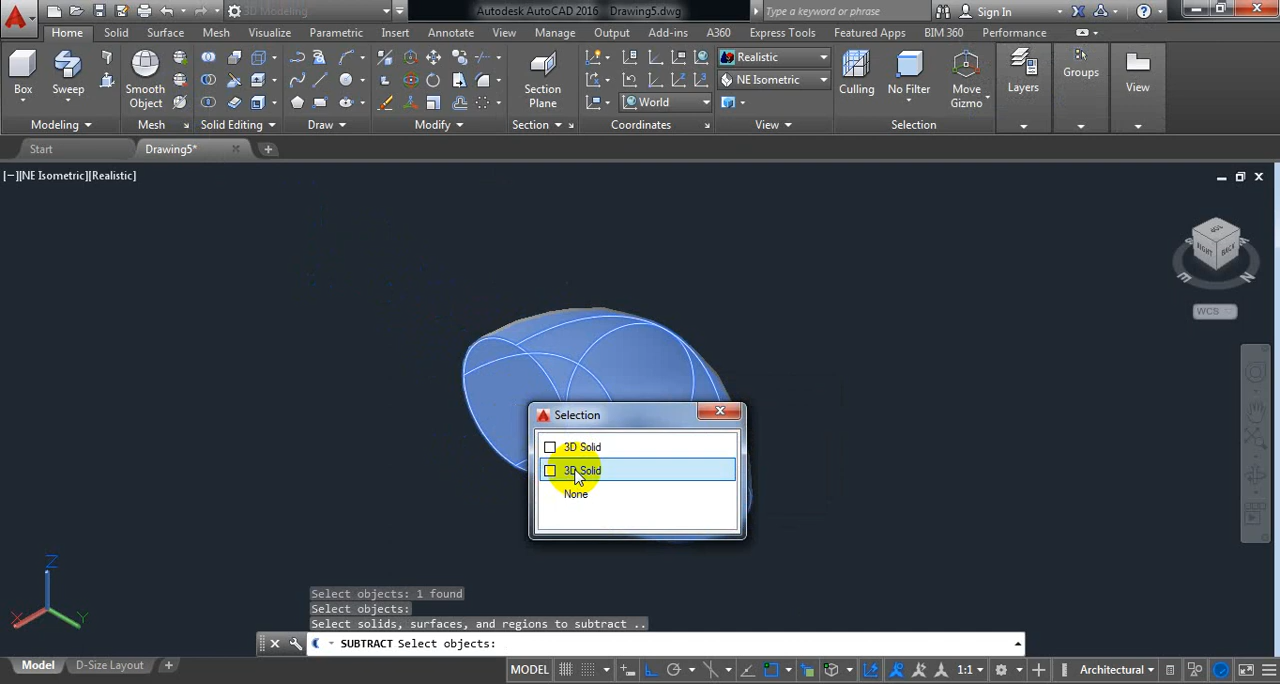 3D Modeling
Autodesk AutoCAD 2016 Drawing5.dwg
Type a keyword or phrase
Sign In
Home Solid Surface Mesh Visualize Parametric Insert Annotate View Manage Output Add-ins A360 Express Tools Featured Apps BIM 360 Performance
Box
Sweep
Smooth
Object
Section
Plane
Realistic
NE Isometric
World
Culling
No Filter
Move
Gizmo
Layers
Groups
View
Modeling
Mesh
Solid Editing
Draw
Modify
Section
Coordinates
View
Selection
Start
Drawing5*
[−][NE Isometric][Realistic]
RIGHT
BACK
E
N
WCS
Selection
3D Solid
3D Solid
None
Z
X
Y
Select objects: 1 found
Select objects:
Select solids, surfaces, and regions to subtract ..
SUBTRACT Select objects:
Model
D-Size Layout
MODEL
1:1
Architectural